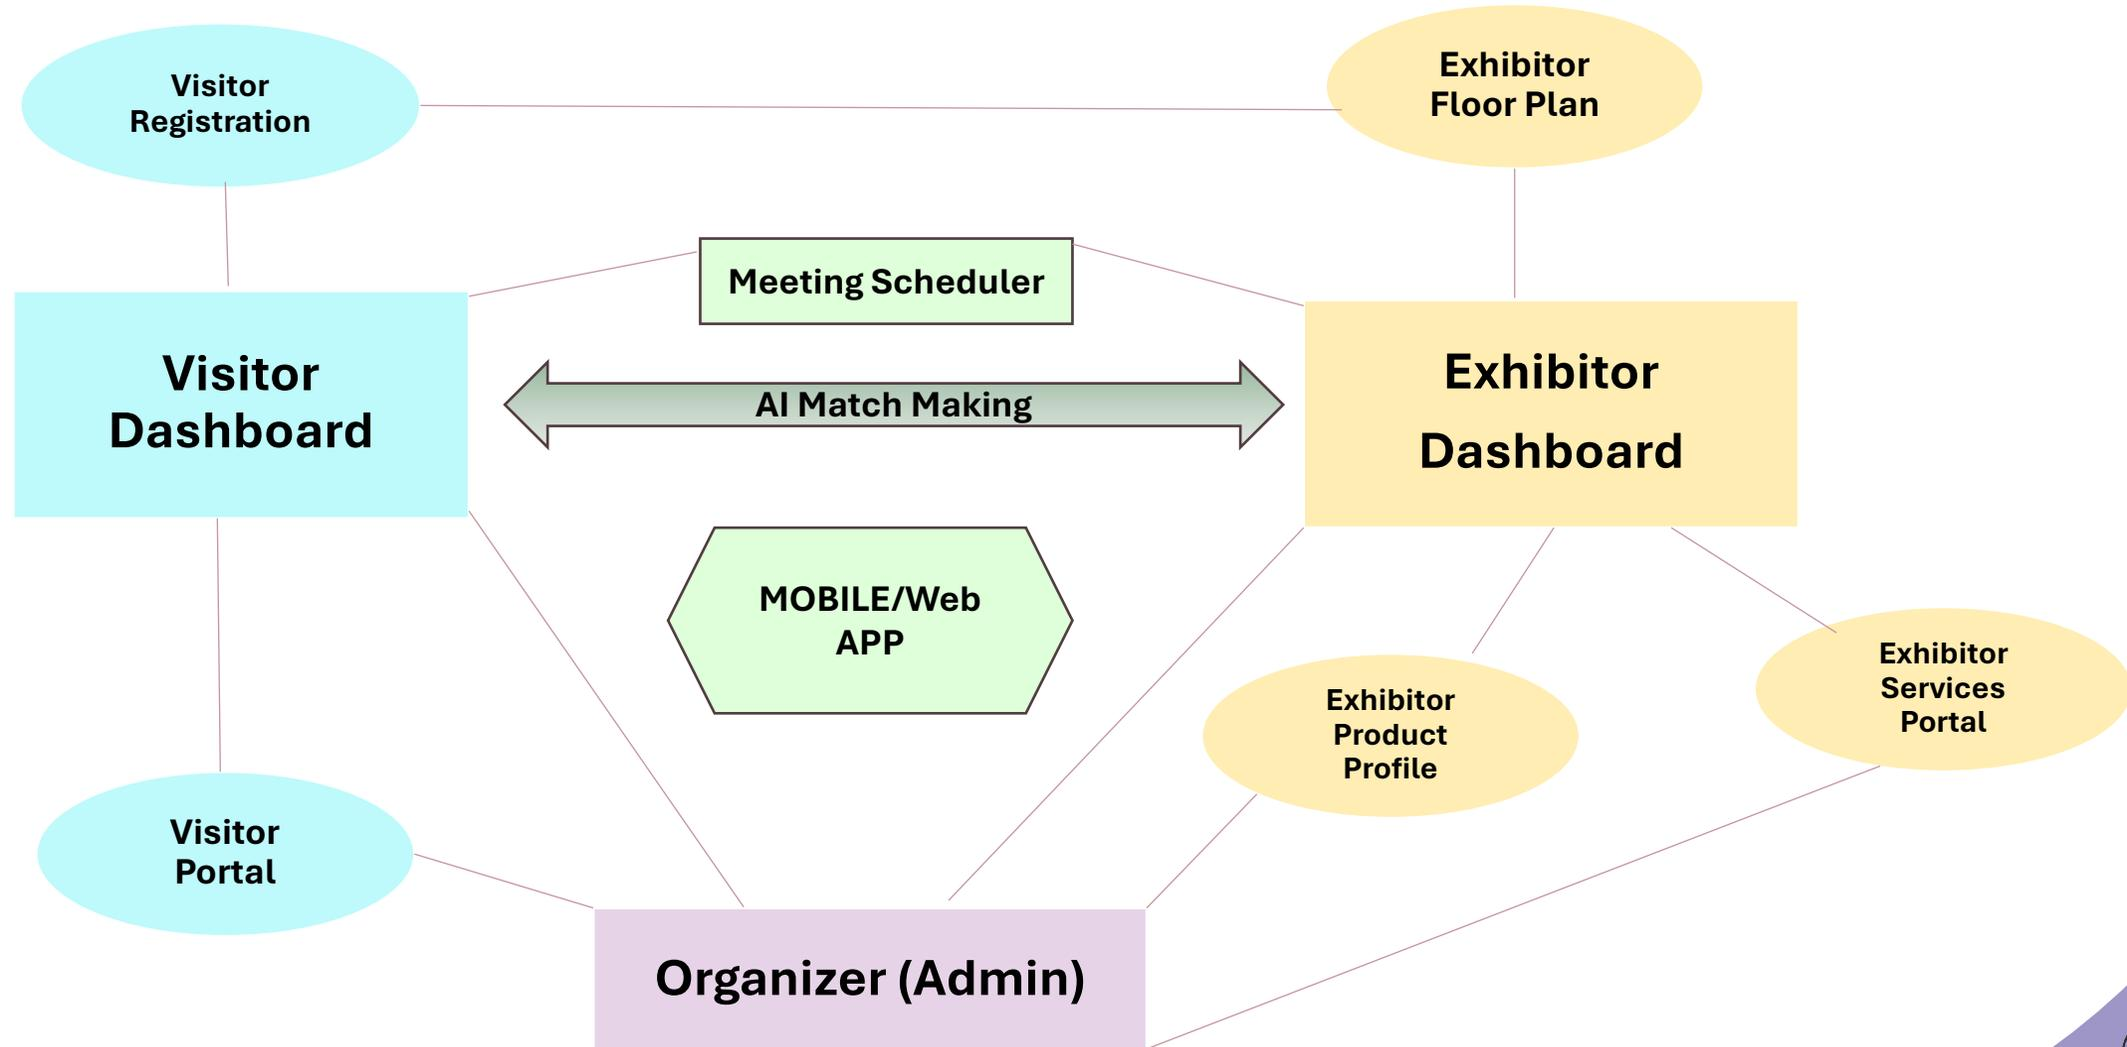 Visitor
Registration
Exhibitor
Floor Plan
Meeting Scheduler
Visitor
Dashboard
AI Match Making
Exhibitor
Dashboard
MOBILE/Web
APP
Exhibitor
Product
Profile
Exhibitor
Services
Portal
Visitor
Portal
Organizer (Admin)